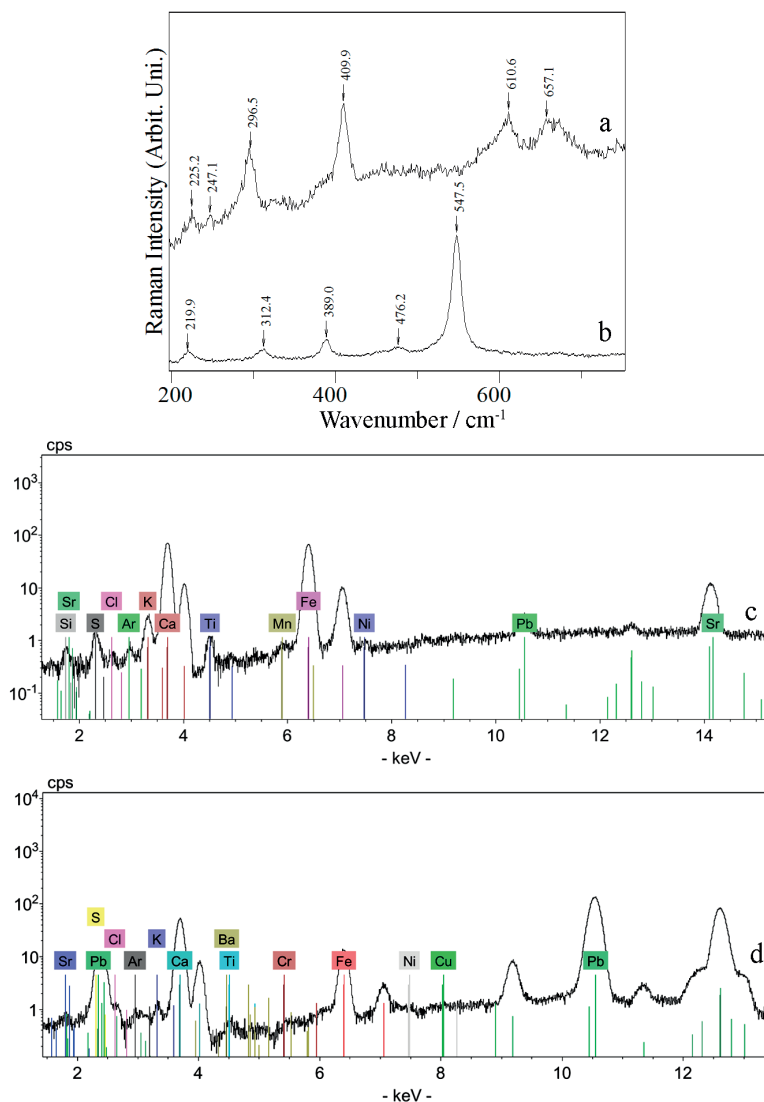 Raman Intensity ( Arbit. Uni.)
225.2
247.1
296.5
409.9
610.6
657.1
a
219.9
312.4
389.0
476.2
547.5
b
200 400 600
Wavenumber / cm-1
cps
10³
10²
10
1
10⁻¹
Sr Cl K Fe
Si S Ar Ca Ti Mn Ni Pb Sr
c
2 4 6 8 10 12 14
- keV -
cps
10⁴
10³
10²
10
1
S Cl K Ba
Sr Pb Ar Ca Ti Cr Fe Ni Cu Pb
d
2 4 6 8 10 12
- keV -